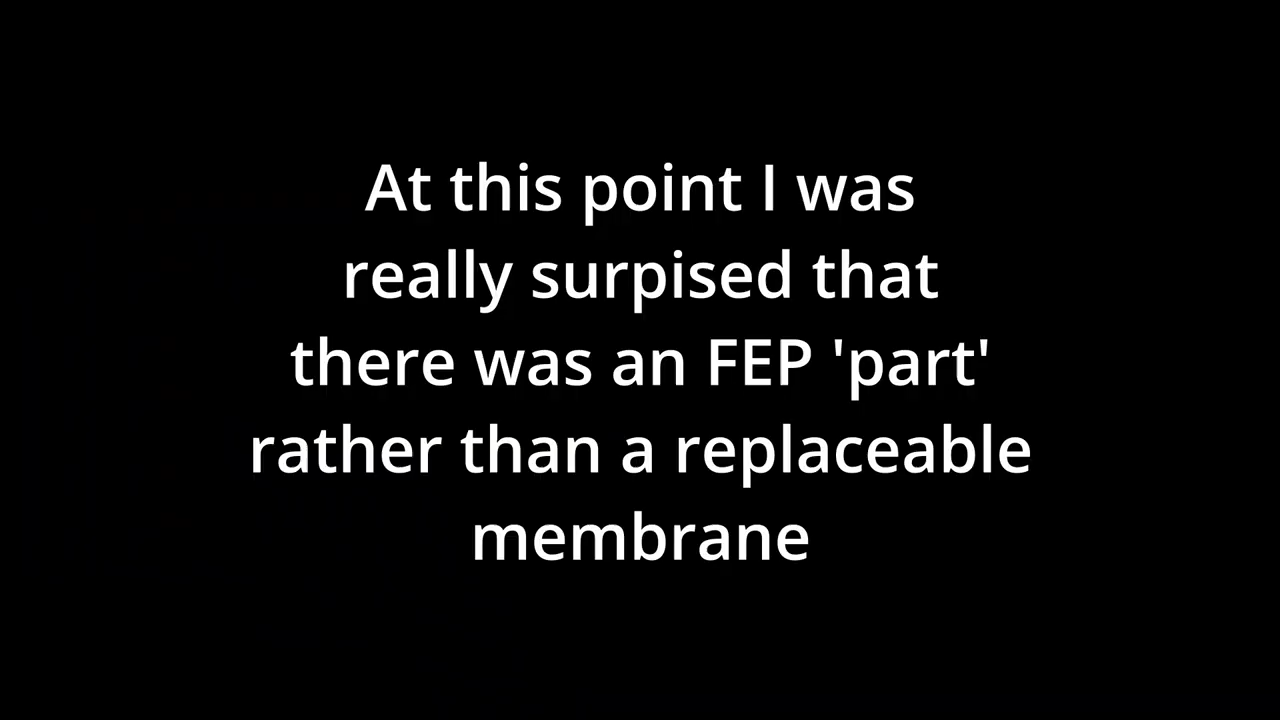 At this point I was
really surpised that
there was an FEP 'part'
rather than a replaceable
membrane